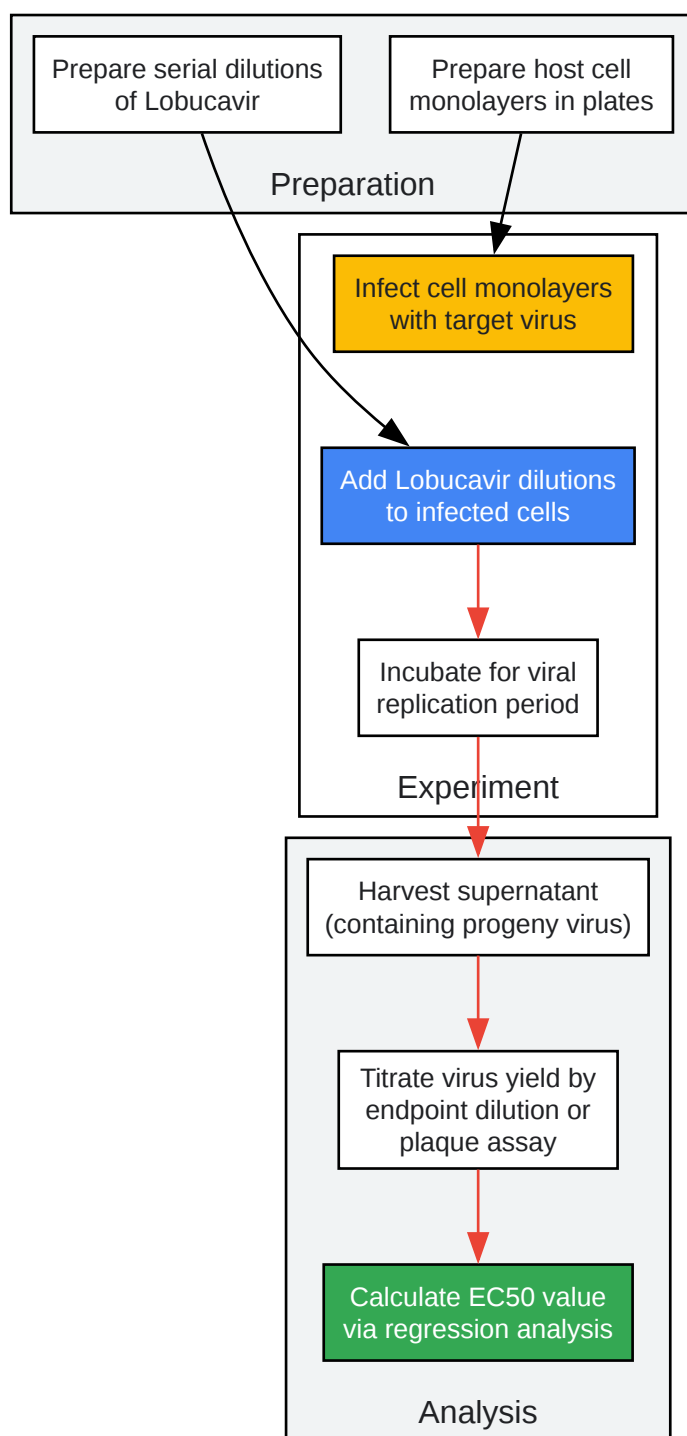 Prepare serial dilutions
of Lobucavir
Prepare host cell
monolayers in plates
Preparation
Infect cell monolayers
with target virus
Add Lobucavir dilutions
to infected cells
Incubate for viral
replication period
Experiment
Harvest supernatant
(containing progeny virus)
Titrate virus yield by
endpoint dilution or
plaque assay
Calculate EC50 value
via regression analysis
Analysis